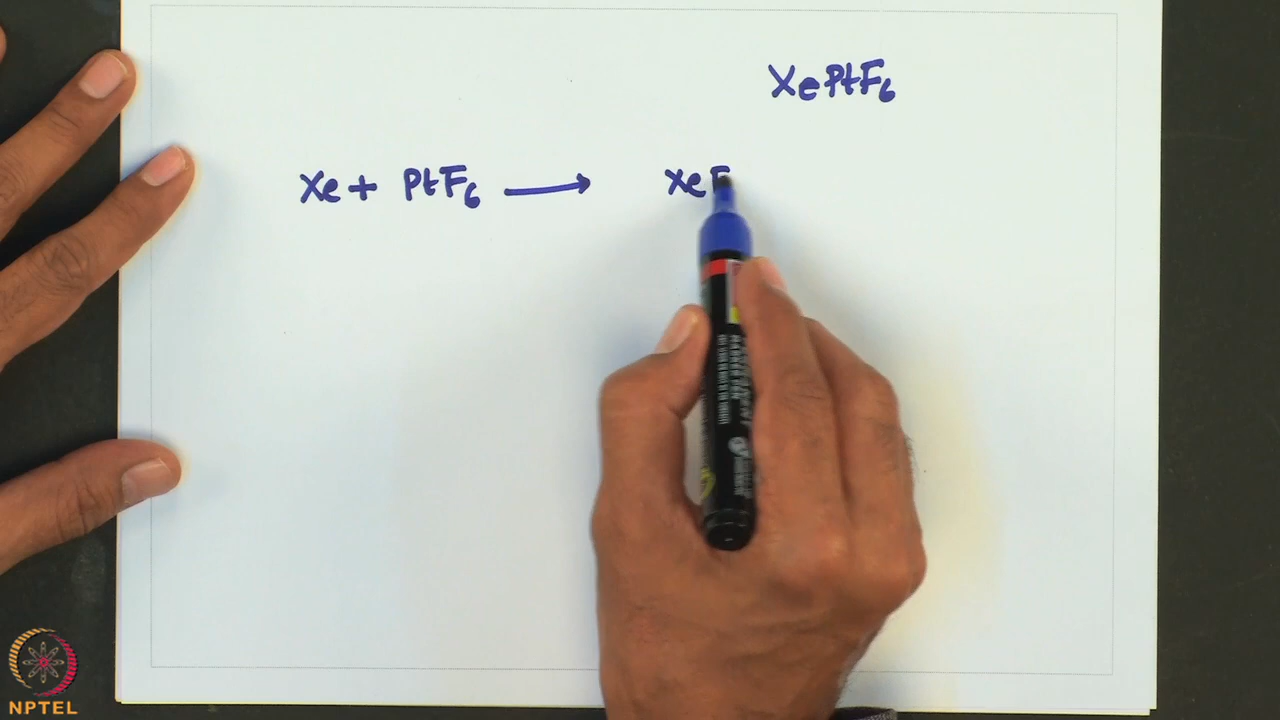 XePtF₆
Xe + PtF₆ ⟶ XeF
NPTEL